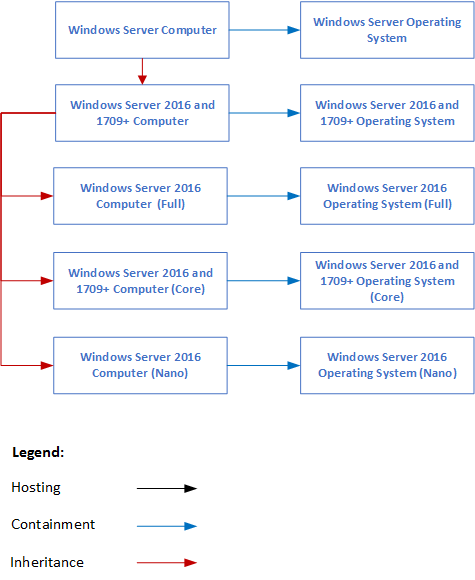 Windows Server Computer
Windows Server Operating
System
Windows Server 2016 and
1709+ Computer
Windows Server 2016 and
1709+ Operating System
Windows Server 2016
Computer (Full)
Windows Server 2016
Operating System (Full)
Windows Server 2016 and
1709+ Computer (Core)
Windows Server 2016 and
1709+ Operating System
(Core)
Windows Server 2016
Computer (Nano)
Windows Server 2016
Operating System (Nano)
Legend:
Hosting
Containment
Inheritance